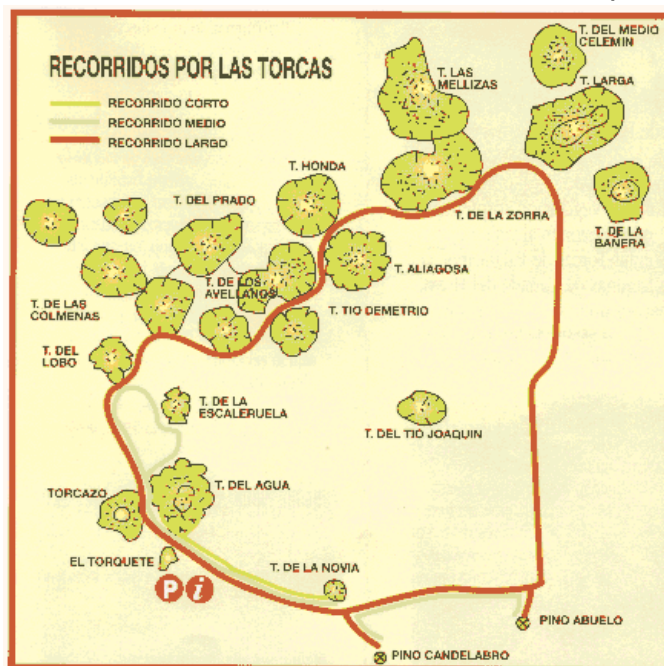 RECORRIDOS POR LAS TORCAS
RECORRIDO CORTO
RECORRIDO MEDIO
RECORRIDO LARGO
T. LAS
MELLIZAS
T. DEL MEDIO
CELEMIN
T. LARGA
T. HONDA
T. DEL PRADO
T. DE LA ZORRA
T. DE LA
BAÑERA
T. ALIAGOSA
T. DE LOS
AVELLANOS
T. DE LAS
COLMENAS
T. TIO DEMETRIO
T. DEL
LOBO
T. DE LA
ESCALERUELA
T. DEL TIO JOAQUIN
T. DEL AGUA
TORCAZO
EL TORQUETE
T. DE LA NOVIA
P i
PINO ABUELO
PINO CANDELABRO